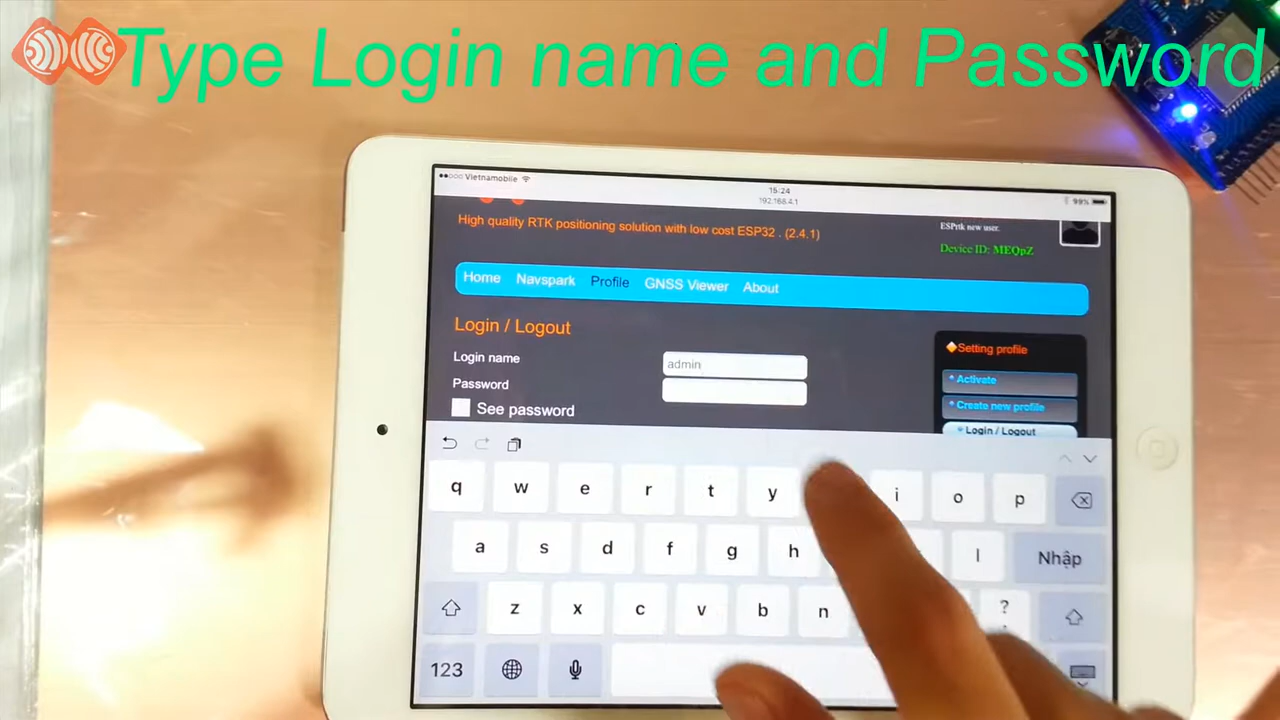 Type Login name and Password
Vietnamobile
15:24
192.168.4.1
99%
High quality RTK positioning solution with low cost ESP32 . (2.4.1)
ESPrtk new user.
Device ID: MEQpZ
Home Navspark Profile GNSS Viewer About
Login / Logout
Login name admin
Password
See password
Setting profile
* Activate
* Create new profile
* Login / Logout
q w e r t y i o p
a s d f g h l Nhập
z x c v b n ? .
123